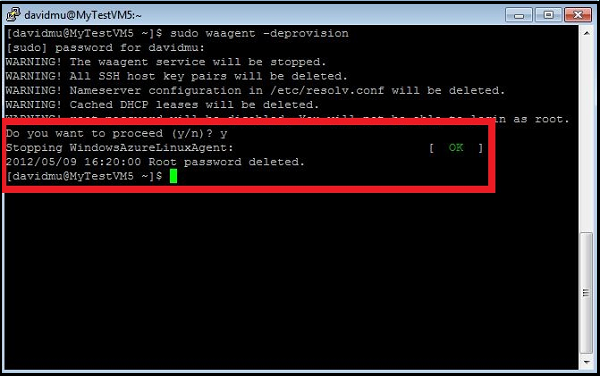 davidmu@MyTestVM5:~
[davidmu@MyTestVM5 ~]$ sudo waagent -deprovision
[sudo] password for davidmu:
WARNING! The waagent service will be stopped.
WARNING! All SSH host key pairs will be deleted.
WARNING! Nameserver configuration in /etc/resolv.conf will be deleted.
WARNING! Cached DHCP leases will be deleted.
WARNING! root password will be disabled. You will not be able to login as root.
Do you want to proceed (y/n)? y
Stopping WindowsAzureLinuxAgent: [ OK ]
2012/05/09 16:20:00 Root password deleted.
[davidmu@MyTestVM5 ~]$